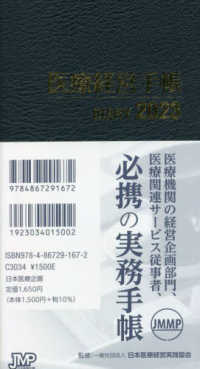 医療経営手帳
2023
9784867291672
1923034015002
ISBN978-4-86729-167-2
C3034 ¥1500E
日本医療企画
定価1,650円
(本体1,500円+税10%)
医療機関の経営企画部門、
医療関連サービス従事者、
必携の実務手帳
JMMP
JMP
監修:一般社団法人 日本医療経営実践協会